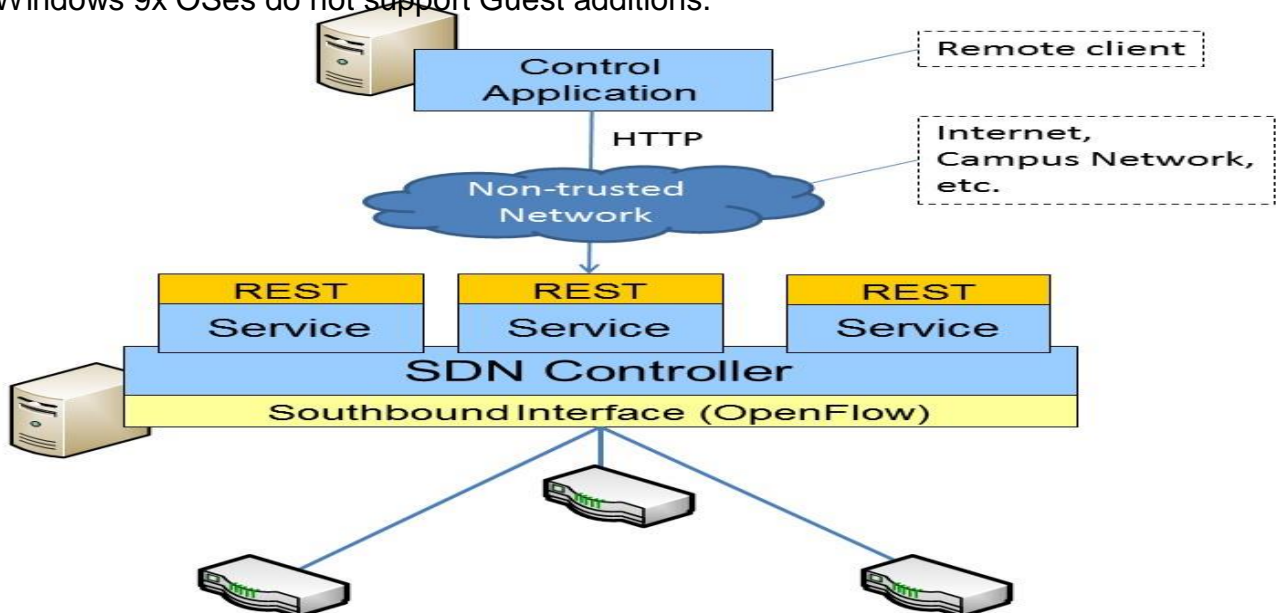 Windows 9x OSes do not support Guest additions.
Control
Application
Remote client
HTTP
Internet,
Campus Network,
etc.
Non-trusted
Network
REST
REST
REST
Service
Service
Service
SDN Controller
Southbound Interface (OpenFlow)